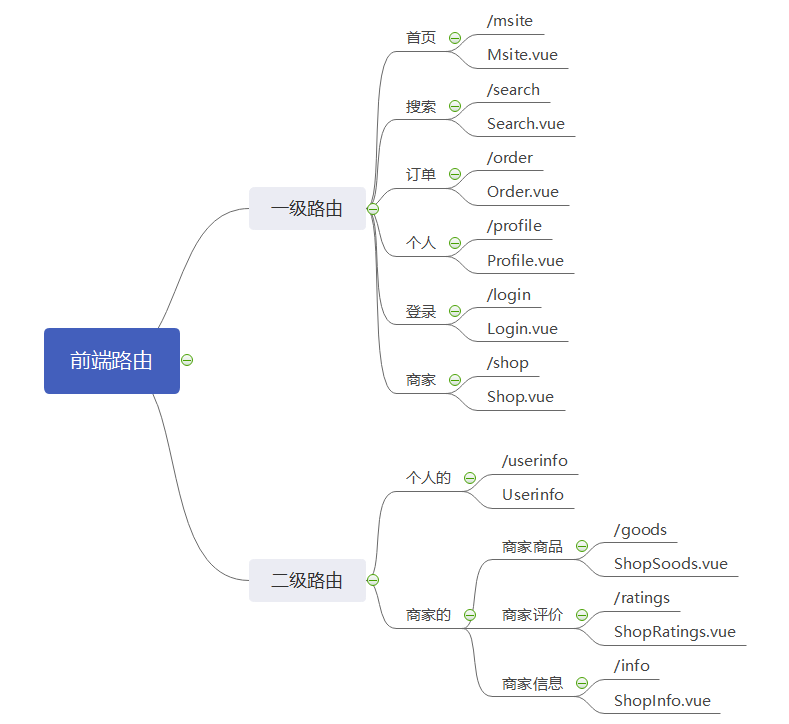 前端路由
一级路由
首页
/msite
Msite.vue
搜索
/search
Search.vue
订单
/order
Order.vue
个人
/profile
Profile.vue
登录
/login
Login.vue
商家
/shop
Shop.vue
二级路由
个人的
/userinfo
Userinfo
商家的
商家商品
/goods
ShopSoods.vue
商家评价
/ratings
ShopRatings.vue
商家信息
/info
ShopInfo.vue